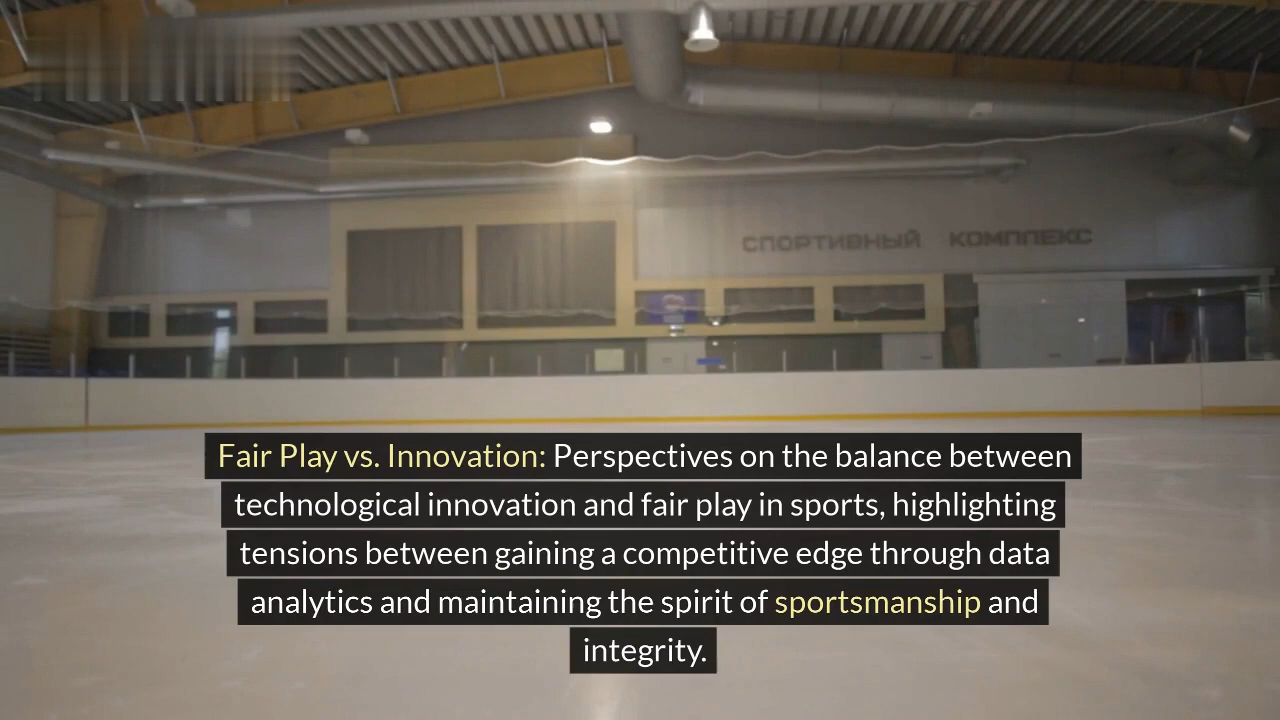 СПОРТИВНЫЙ КОМПЛЕКС
Fair Play vs. Innovation: Perspectives on the balance between
technological innovation and fair play in sports, highlighting
tensions between gaining a competitive edge through data
analytics and maintaining the spirit of sportsmanship and
integrity.